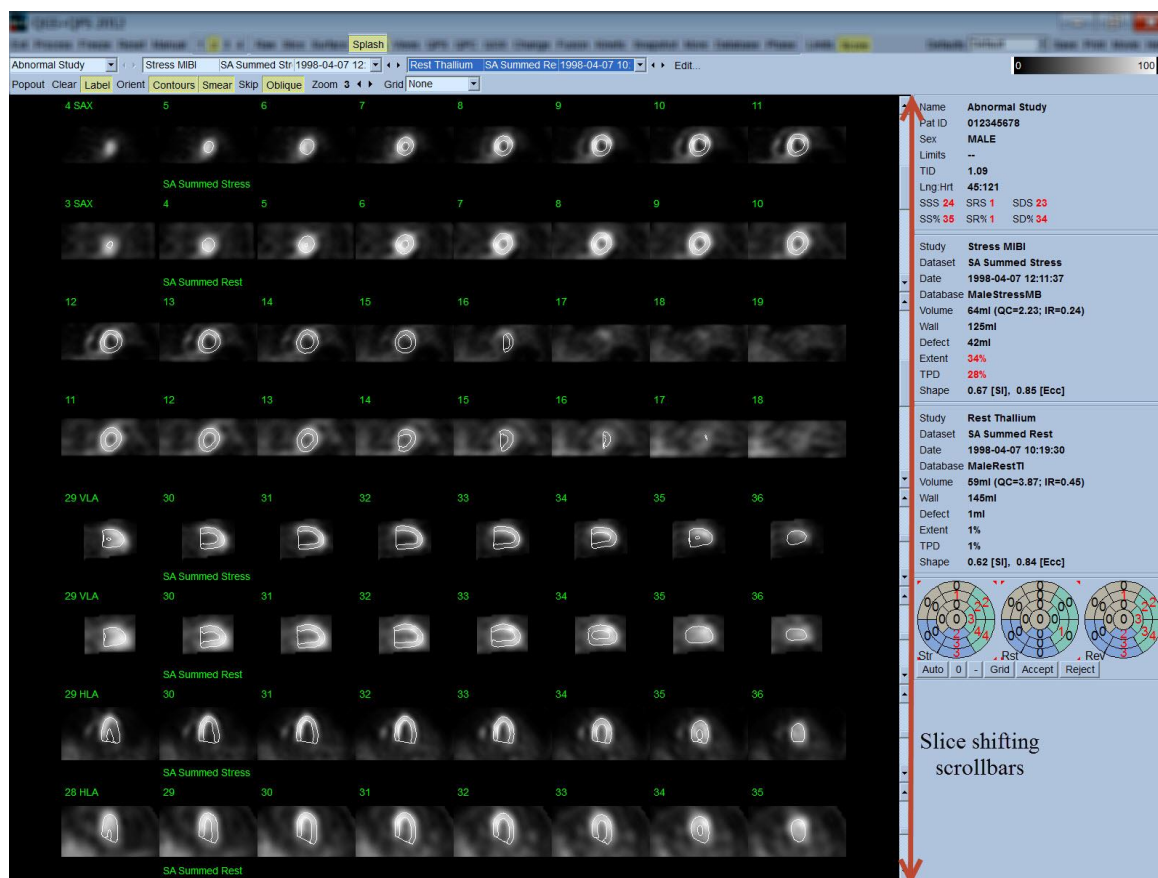 QGS+QPS 2012
Splash
Abnormal Study Stress MIBI SA Summed Str 1998-04-07 12: Rest Thallium SA Summed Re 1998-04-07 10: Edit...
0 100
Popout Clear Label Orient Contours Smear Skip Oblique Zoom 3 Grid None
4 SAX 5 6 7 8 9 10 11
SA Summed Stress
3 SAX 4 5 6 7 8 9 10
SA Summed Rest
12 13 14 15 16 17 18 19
11 12 13 14 15 16 17 18
29 VLA 30 31 32 33 34 35 36
SA Summed Stress
29 VLA 30 31 32 33 34 35 36
SA Summed Rest
29 HLA 30 31 32 33 34 35 36
SA Summed Stress
28 HLA 29 30 31 32 33 34 35
SA Summed Rest
Name Abnormal Study
Pat ID 012345678
Sex MALE
Limits --
TID 1.09
Lng:Hrt 45:121
SSS 24 SRS 1 SDS 23
SS% 35 SR% 1 SD% 34
Study Stress MIBI
Dataset SA Summed Stress
Date 1998-04-07 12:11:37
Database MaleStressMB
Volume 64ml (QC=2.23; IR=0.24)
Wall 125ml
Defect 42ml
Extent 34%
TPD 28%
Shape 0.67 [SI], 0.85 [Ecc]
Study Rest Thallium
Dataset SA Summed Rest
Date 1998-04-07 10:19:30
Database MaleRestTl
Volume 59ml (QC=3.87; IR=0.45)
Wall 145ml
Defect 1ml
Extent 1%
TPD 1%
Shape 0.62 [SI], 0.84 [Ecc]
Str Rst Rev
Auto 0 - Grid Accept Reject
Slice shifting
scrollbars